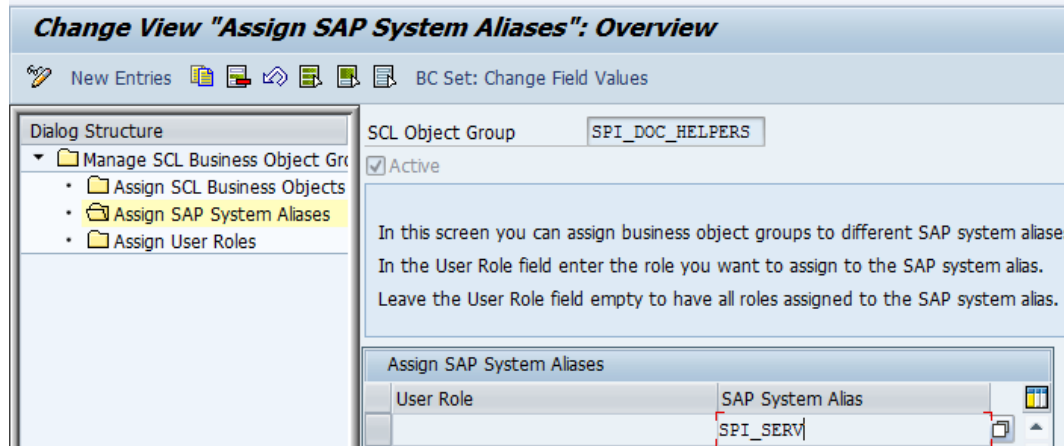 Change View "Assign SAP System Aliases": Overview
New Entries BC Set: Change Field Values
Dialog Structure
Manage SCL Business Object Gro
Assign SCL Business Objects
Assign SAP System Aliases
Assign User Roles
SCL Object Group SPI_DOC_HELPERS
Active
In this screen you can assign business object groups to different SAP system aliase
In the User Role field enter the role you want to assign to the SAP system alias.
Leave the User Role field empty to have all roles assigned to the SAP system alias.
Assign SAP System Aliases
User Role SAP System Alias
SPI_SERV